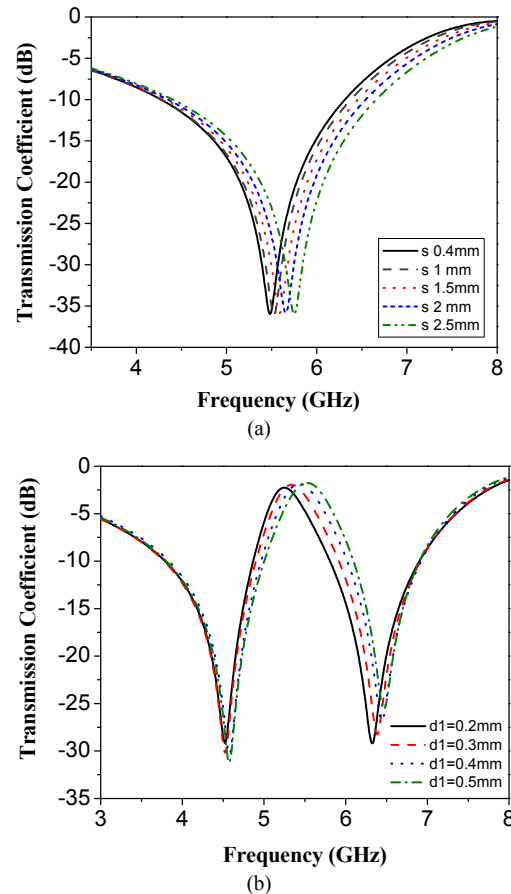 0
-5
-10
-15
-20
-25
-30
-35
-40
Transmission Coefficient (dB)
s 0.4mm
s 1 mm
s 1.5mm
s 2 mm
s 2.5mm
4 5 6 7 8
Frequency (GHz)
(a)
0
-5
-10
-15
-20
-25
-30
-35
Transmission Coefficient (dB)
d1=0.2mm
d1=0.3mm
d1=0.4mm
d1=0.5mm
3 4 5 6 7 8
Frequency (GHz)
(b)